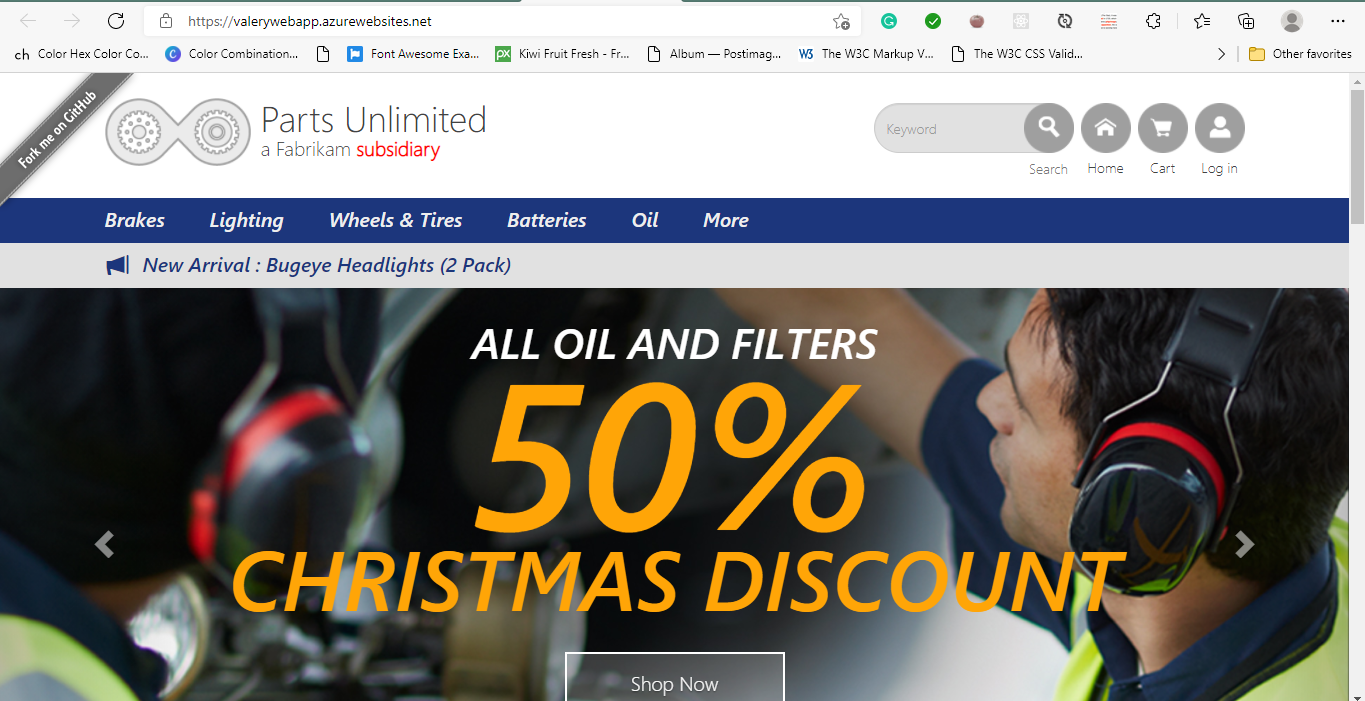 https://valerywebapp.azurewebsites.net
ch Color Hex Color Co... Color Combination... Font Awesome Exa... Kiwi Fruit Fresh - Fr... Album — Postimag... The W3C Markup V... The W3C CSS Valid... Other favorites
Fork me on GitHub
Parts Unlimited
a Fabrikam subsidiary
Keyword
Search Home Cart Log in
Brakes Lighting Wheels & Tires Batteries Oil More
New Arrival : Bugeye Headlights (2 Pack)
ALL OIL AND FILTERS
50%
CHRISTMAS DISCOUNT
Shop Now